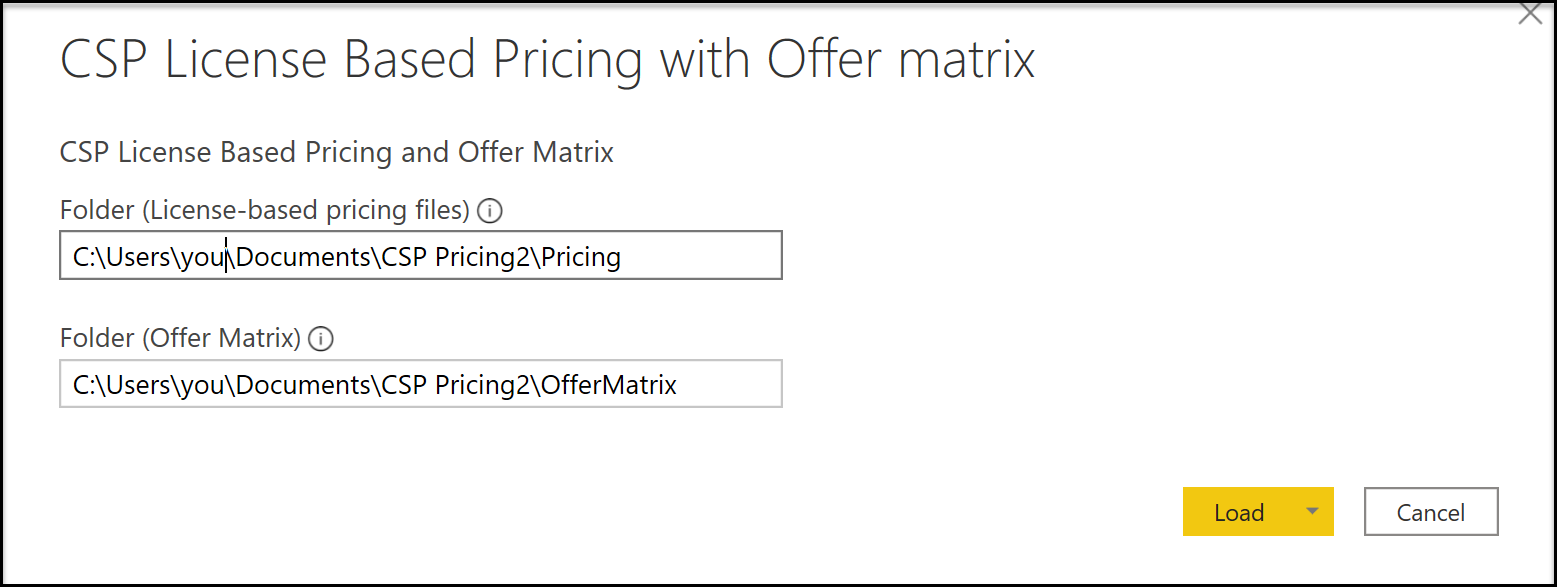 CSP License Based Pricing with Offer matrix
CSP License Based Pricing and Offer Matrix
Folder (License-based pricing files)
C:\Users\you\Documents\CSP Pricing2\Pricing
Folder (Offer Matrix)
C:\Users\you\Documents\CSP Pricing2\OfferMatrix
Load
Cancel